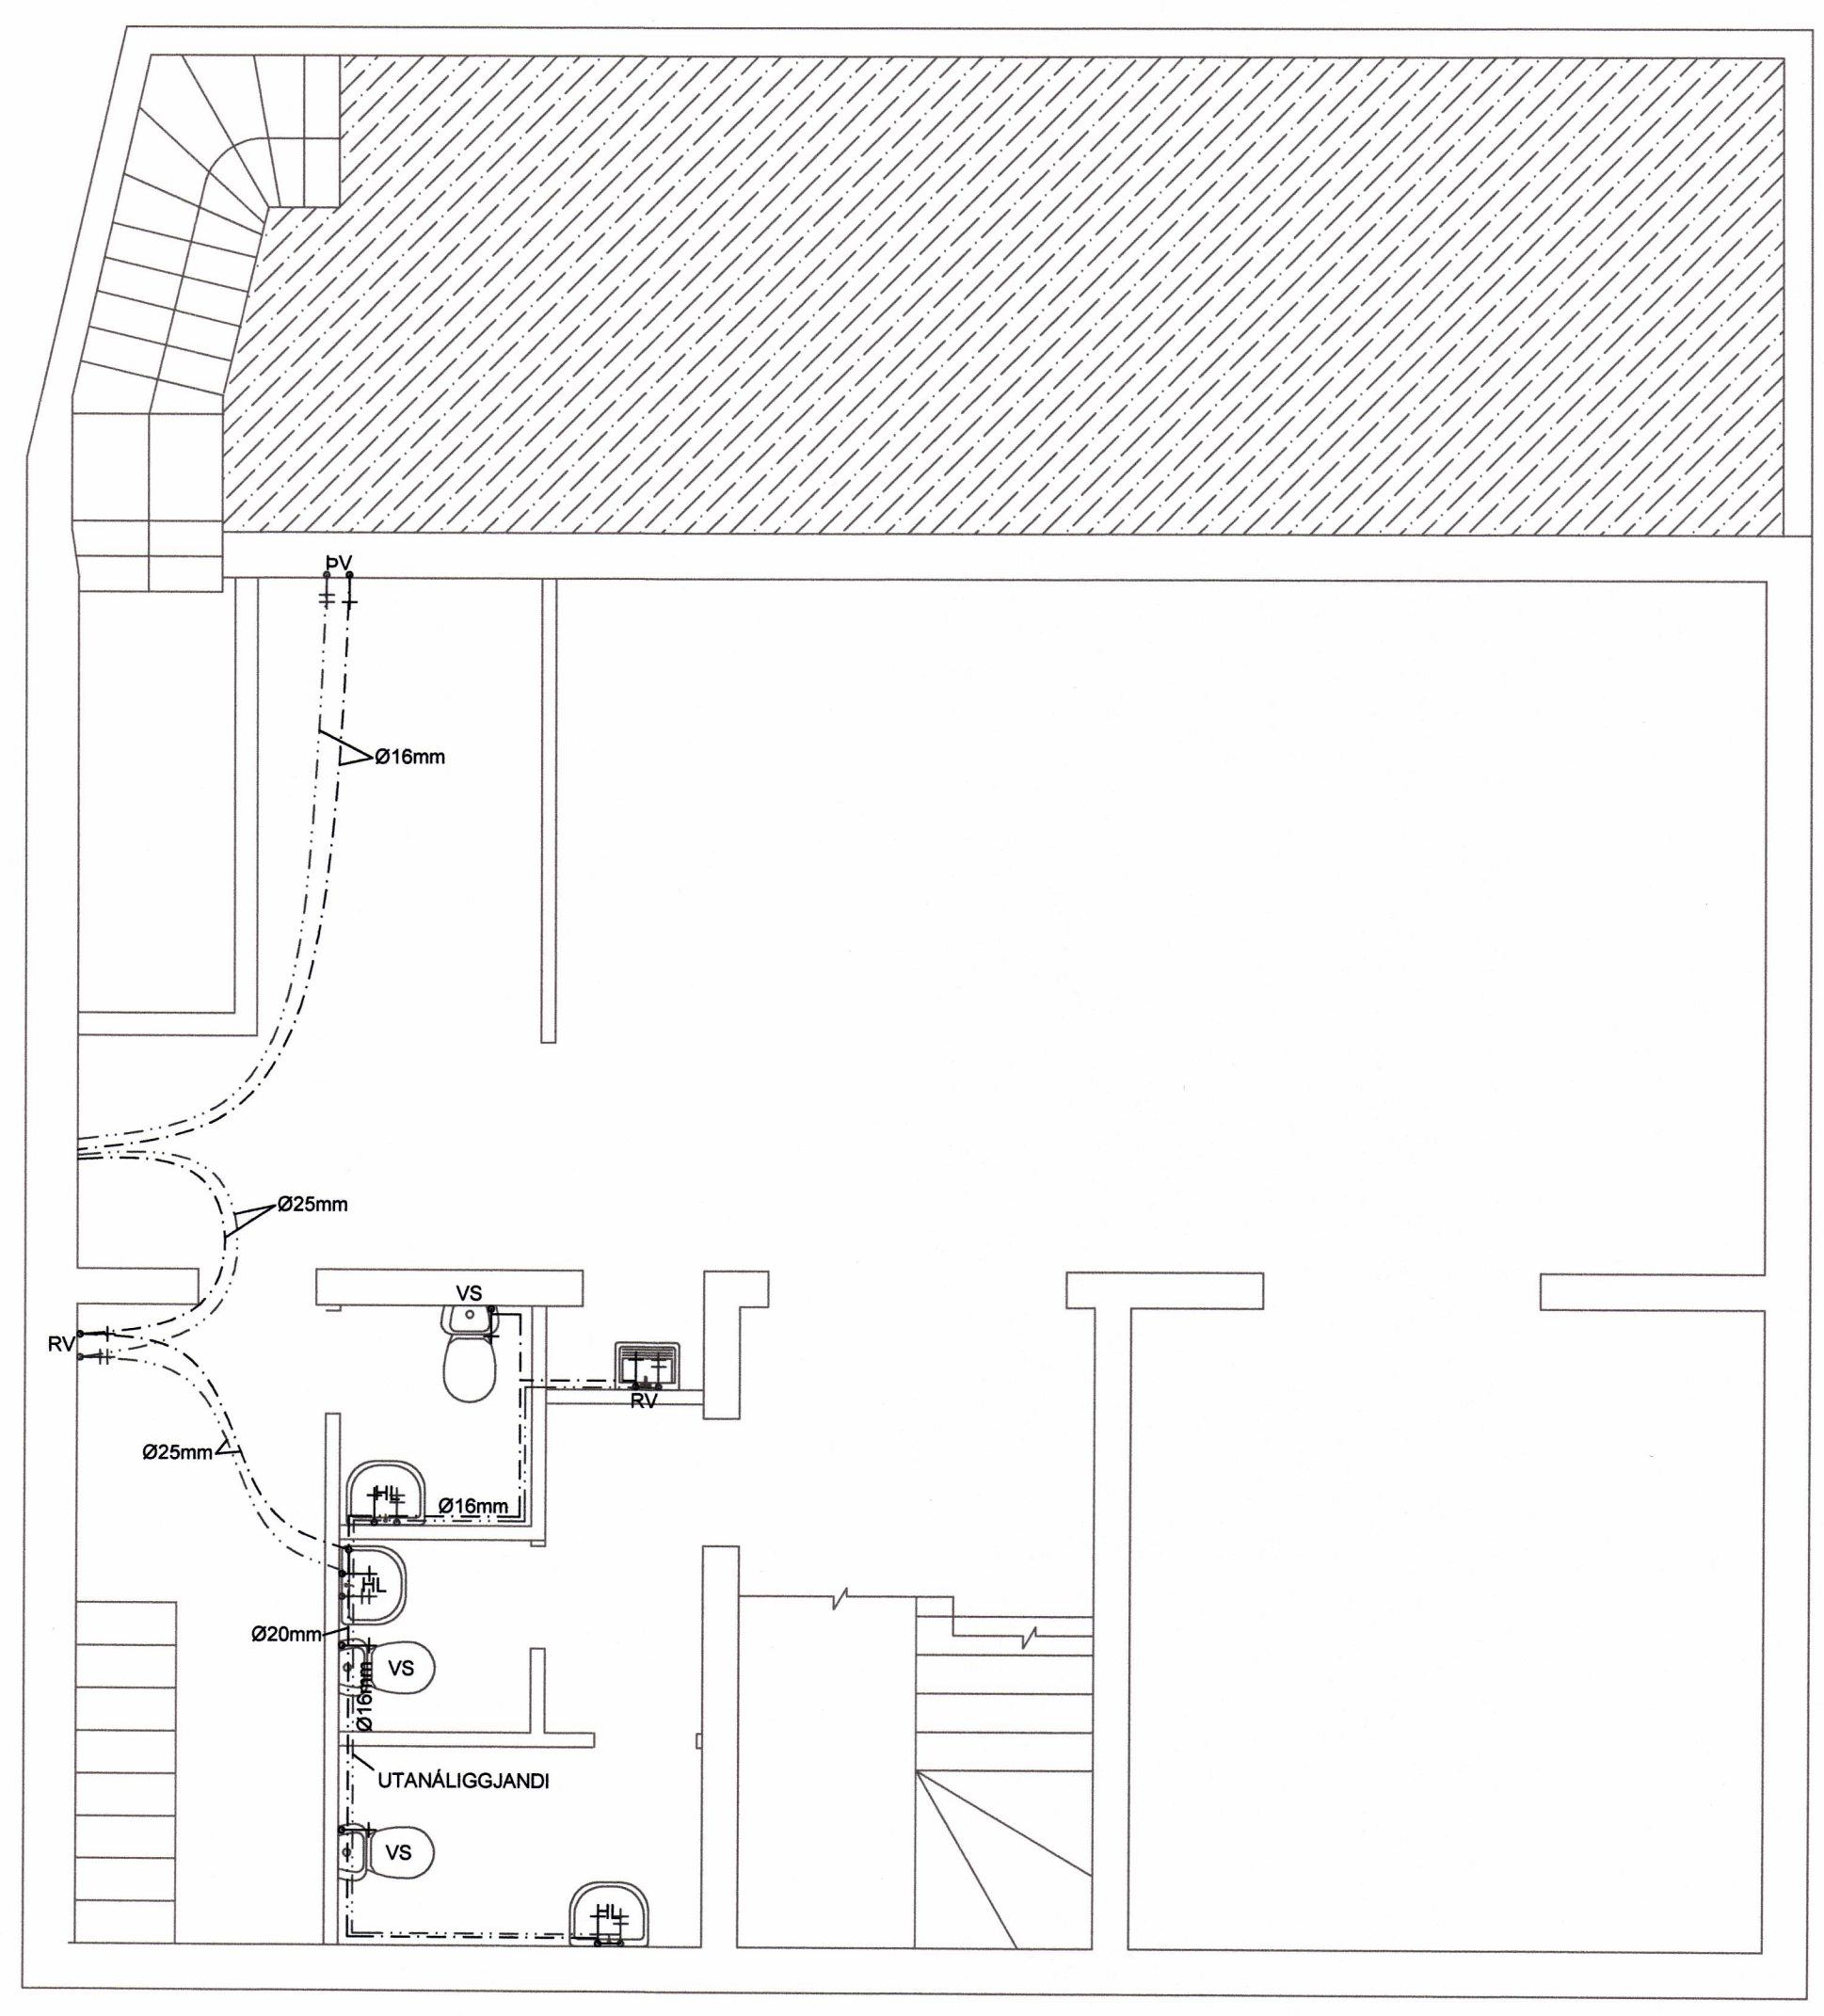 ÞV
Ø16mm
Ø25mm
VS
RV
RV
Ø25mm
HL
Ø16mm
HL
Ø20mm
VS
Ø16mm
UTANÁLIGGJANDI
VS
HL